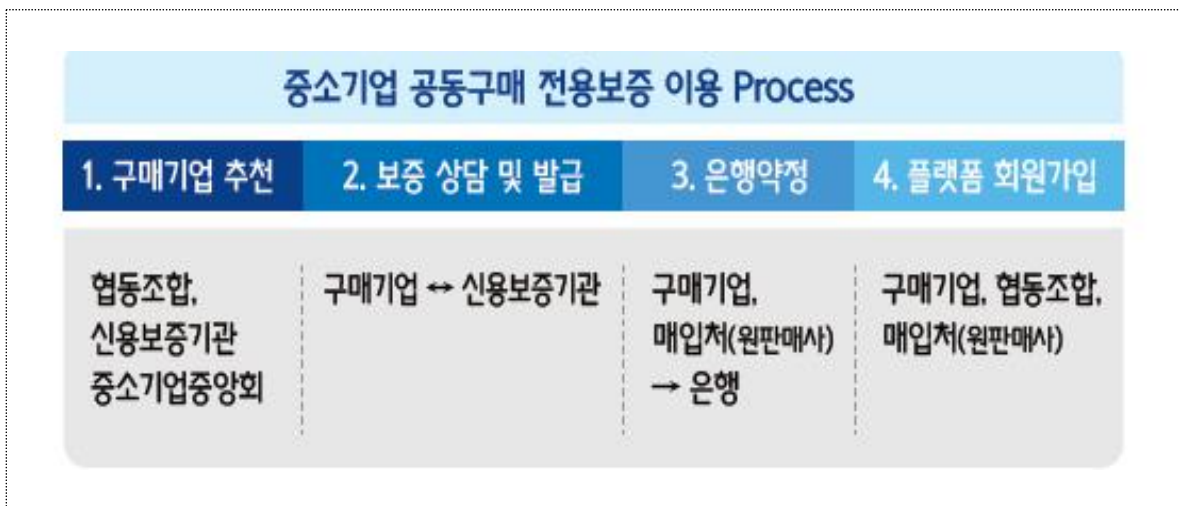 중소기업 공동구매 전용보증 이용 Process
1. 구매기업 추천
2. 보증 상담 및 발급
3. 은행약정
4. 플랫폼 회원가입
협동조합,
신용보증기관
중소기업중앙회
구매기업 ↔ 신용보증기관
구매기업,
매입처(원판매사)
→ 은행
구매기업, 협동조합,
매입처(원판매사)